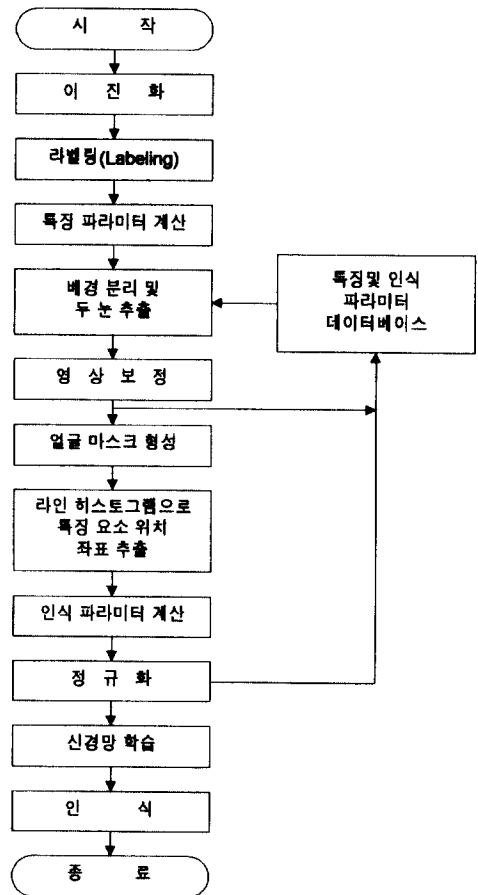 시 작
이 진 화
라벨링(Labeling)
특징 파라미터 계산
배경 분리 및
두 눈 추출
특징및 인식
파라미터
데이터베이스
영 상 보 정
얼굴 마스크 형성
라인 히스토그램으로
특징 요소 위치
좌표 추출
인식 파라미터 계산
정 규 화
신경망 학습
인 식
종 료